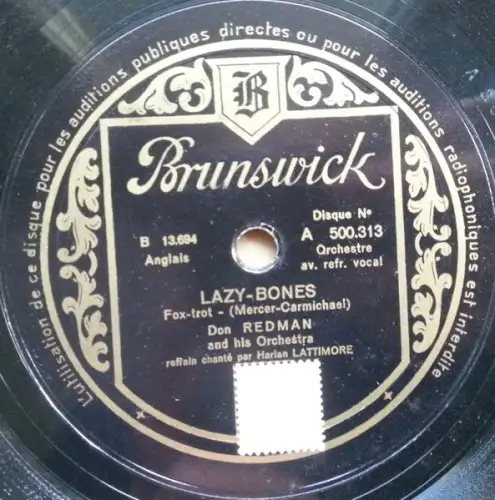 L'utilisation de ce disque pour les auditions publiques directes ou pour les auditions radiophoniques est interdite
B
Brunswick
B 13.694
Anglais
Disque No
A 500.313
Orchestre
av. refr. vocal
LAZY-BONES
Fox-trot - (Mercer-Carmichael)
Don REDMAN
and his Orchestra
refrain chanté par Harlan LATTIMORE